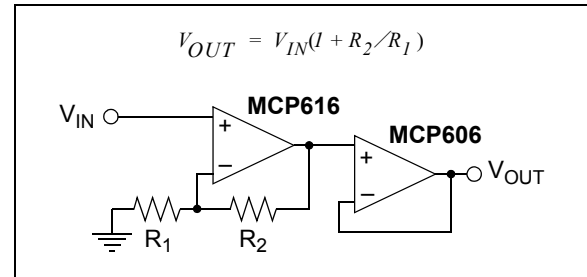 V_OUT = V_IN(1 + R_2/R_1)
MCP616
V_IN
+
−
MCP606
+
−
V_OUT
R_1
R_2